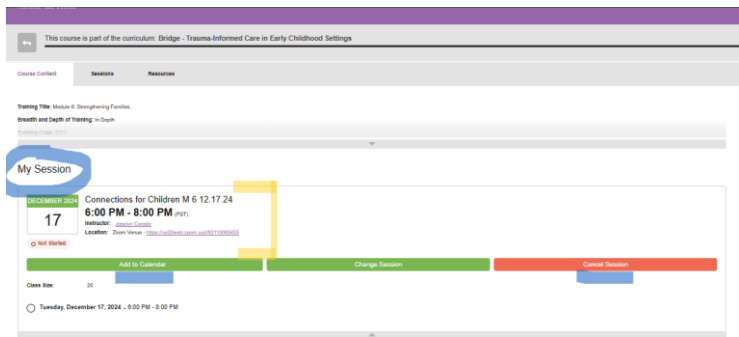 This course is part of the curriculum: Bridge - Trauma-Informed Care in Early Childhood Settings
Course Content Sessions Resources
Training Title: Module 6: Strengthening Families
Breadth and Depth of Training: In Depth
My Session
DECEMBER 2024
17
Not started
Connections for Children M 6 12.17.24
6:00 PM - 8:00 PM (PST)
Instructor:
Location: Zoom Venue -
Add to Calendar Change Session Cancel Session
Class Size: 25
Tuesday, December 17, 2024 - 6:00 PM - 8:00 PM